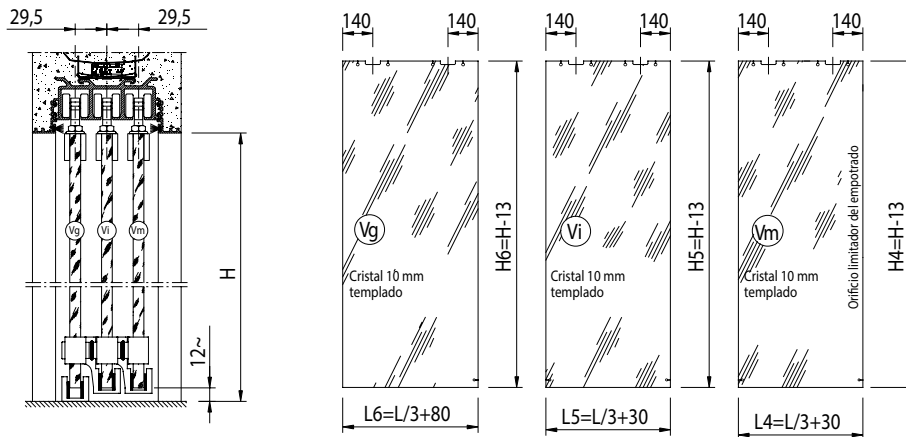 29,5 29,5
Vg Vi Vm
H
12~
140 140
Vg
Cristal 10 mm
templado
H6=H-13
L6=L/3+80
140 140
Vi
Cristal 10 mm
templado
H5=H-13
L5=L/3+30
140 140
Vm
Cristal 10 mm
templado
Orificio limitador del empotrado
H4=H-13
L4=L/3+30